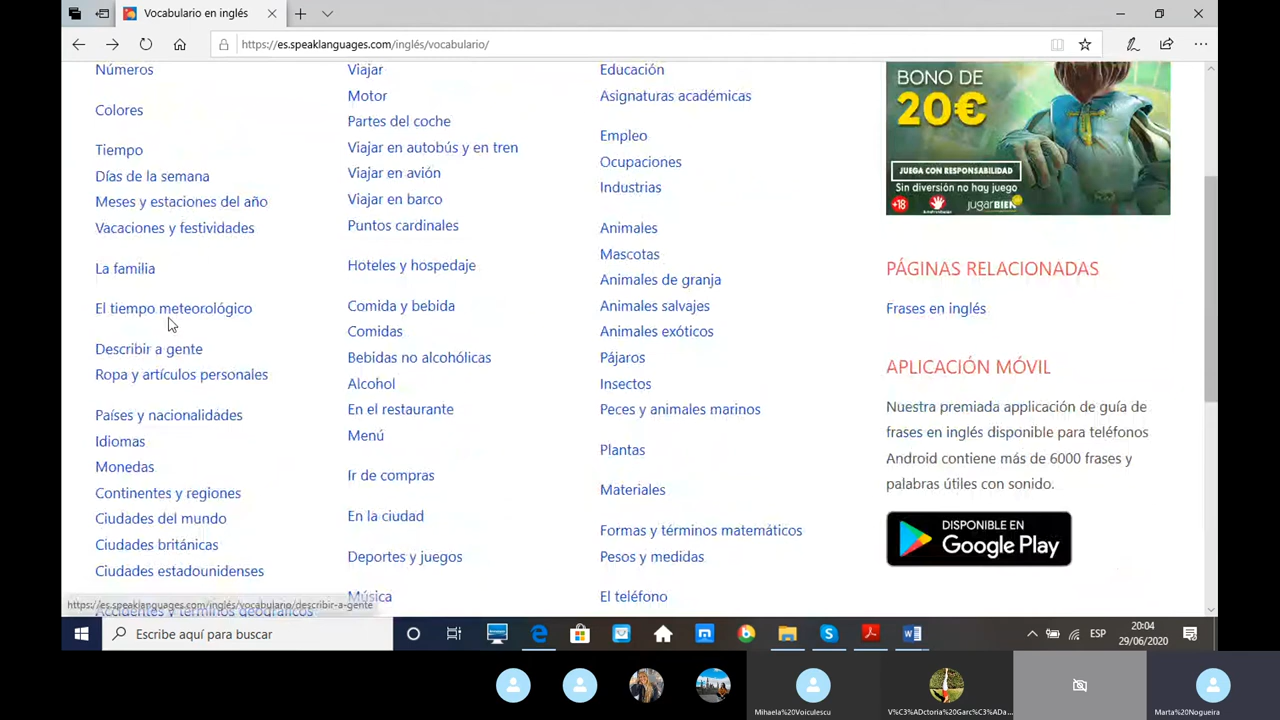 Vocabulario en inglés
https://es.speaklanguages.com/inglés/vocabulario/
Números
Colores
Tiempo
Días de la semana
Meses y estaciones del año
Vacaciones y festividades
La familia
El tiempo meteorológico
Describir a gente
Ropa y artículos personales
Países y nacionalidades
Idiomas
Monedas
Continentes y regiones
Ciudades del mundo
Ciudades británicas
Ciudades estadounidenses
Accidentes y términos geográficos
https://es.speaklanguages.com/inglés/vocabulario/describir-a-gente
Viajar
Motor
Partes del coche
Viajar en autobús y en tren
Viajar en avión
Viajar en barco
Puntos cardinales
Hoteles y hospedaje
Comida y bebida
Comidas
Bebidas no alcohólicas
Alcohol
En el restaurante
Menú
Ir de compras
En la ciudad
Deportes y juegos
Música
Educación
Asignaturas académicas
Empleo
Ocupaciones
Industrias
Animales
Mascotas
Animales de granja
Animales salvajes
Animales exóticos
Pájaros
Insectos
Peces y animales marinos
Plantas
Materiales
Formas y términos matemáticos
Pesos y medidas
El teléfono
BONO DE
20€
JUEGA CON RESPONSABILIDAD
Sin diversión no hay juego
+18
jugarBIEN
PÁGINAS RELACIONADAS
Frases en inglés
APLICACIÓN MÓVIL
Nuestra premiada aplicación de guía de
frases en inglés disponible para teléfonos
Android contiene más de 6000 frases y
palabras útiles con sonido.
DISPONIBLE EN
Google Play
Escribe aquí para buscar
ESP
20:04
29/06/2020
Mihaela%20Voiculescu
V%C3%ADctoria%20Garc%C3%ADa...
Marta%20Nogueira